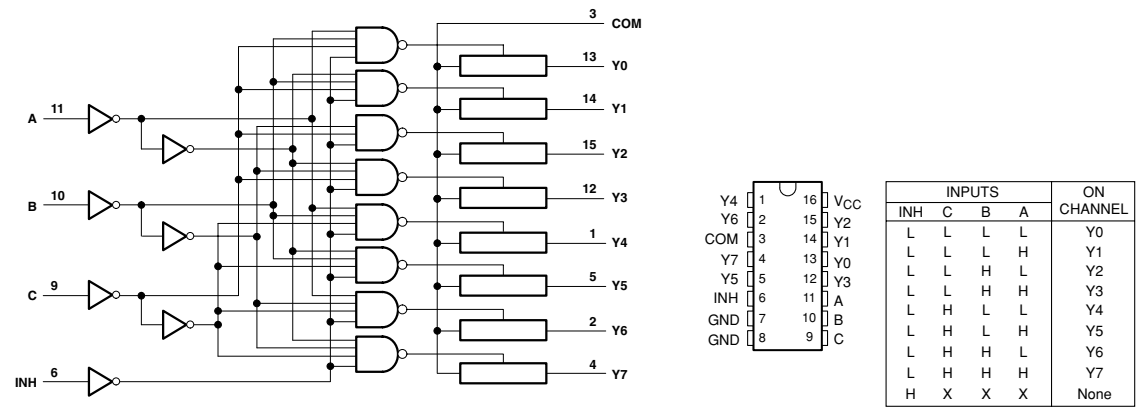 3 COM
13 Y0
14 Y1
A 11
15 Y2
B 10
12 Y3
1 Y4
C 9
5 Y5
2 Y6
INH 6
4 Y7
Y4 1 16 VCC
Y6 2 15 Y2
COM 3 14 Y1
Y7 4 13 Y0
Y5 5 12 Y3
INH 6 11 A
GND 7 10 B
GND 8 9 C
INPUTS ON CHANNEL
INH C B A
L L L L Y0
L L L H Y1
L L H L Y2
L L H H Y3
L H L L Y4
L H L H Y5
L H H L Y6
L H H H Y7
H X X X None